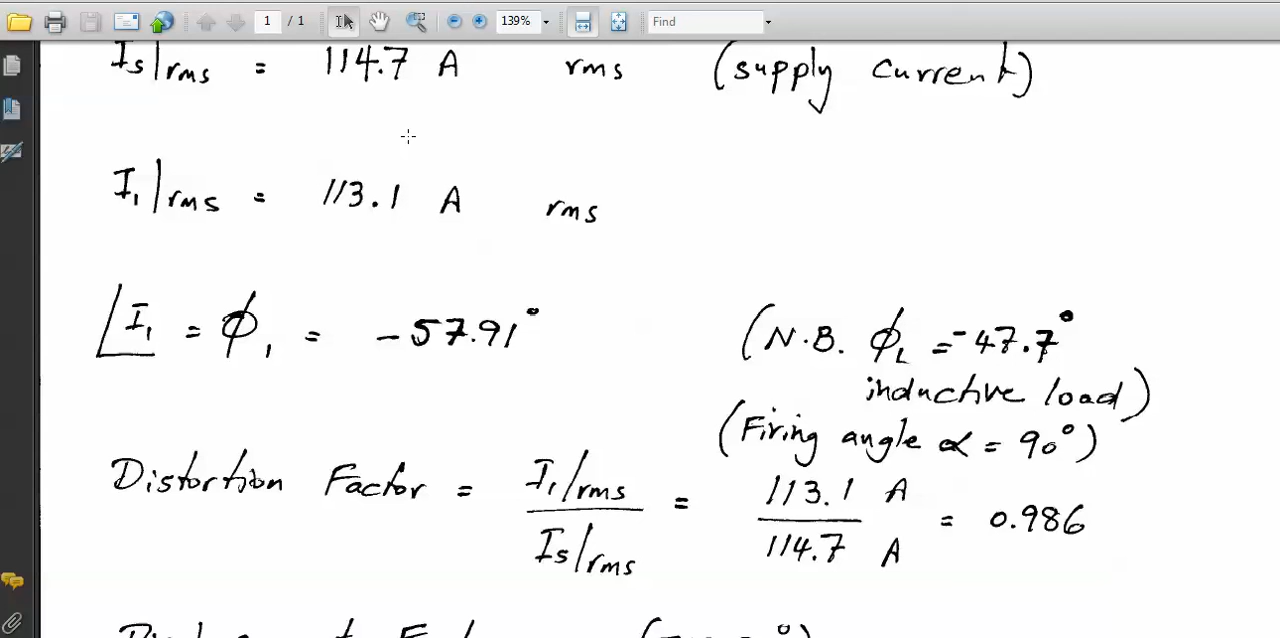 1 / 1 139% Find
Is|rms = 114.7 A rms (supply current)
I1|rms = 113.1 A rms
∠I1 = ϕ1 = -57.91° (N.B. ϕL = -47.7°
inductive load)
(Firing angle α = 90°)
Distortion Factor = I1/rms / Is/rms = 113.1 A / 114.7 A = 0.986